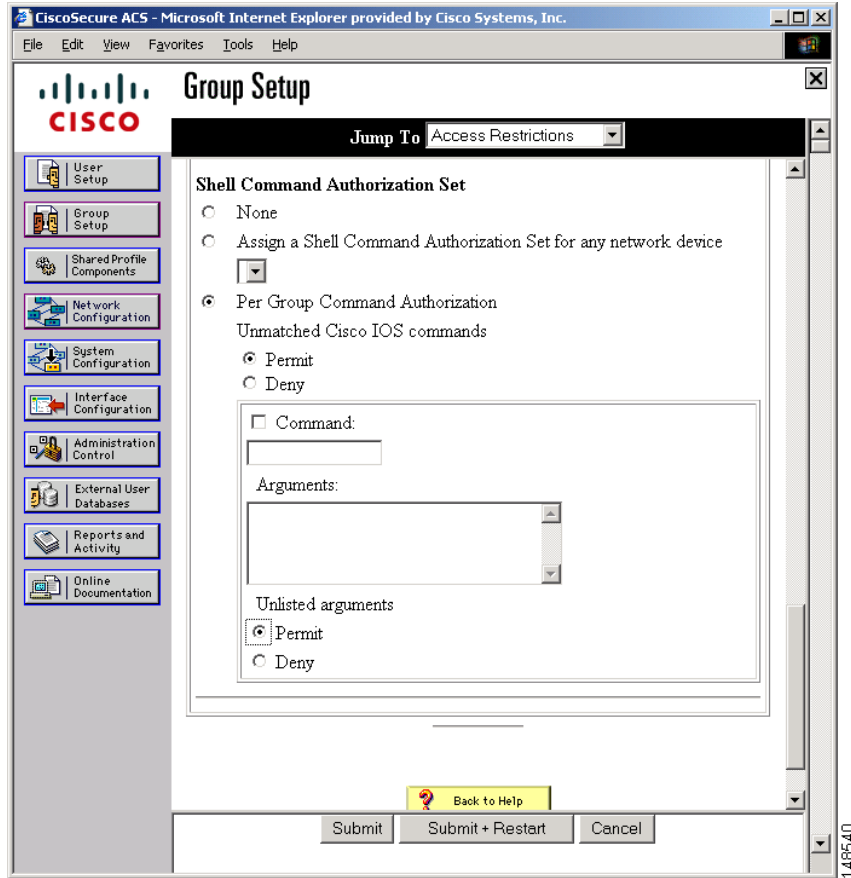 CiscoSecure ACS - Microsoft Internet Explorer provided by Cisco Systems, Inc.
File Edit View Favorites Tools Help
CISCO
Group Setup
Jump To Access Restrictions
User Setup
Group Setup
Shared Profile Components
Network Configuration
System Configuration
Interface Configuration
Administration Control
External User Databases
Reports and Activity
Online Documentation
Shell Command Authorization Set
None
Assign a Shell Command Authorization Set for any network device
Per Group Command Authorization
Unmatched Cisco IOS commands
Permit
Deny
Command:
Arguments:
Unlisted arguments
Permit
Deny
Back to Help
Submit Submit + Restart Cancel
148540